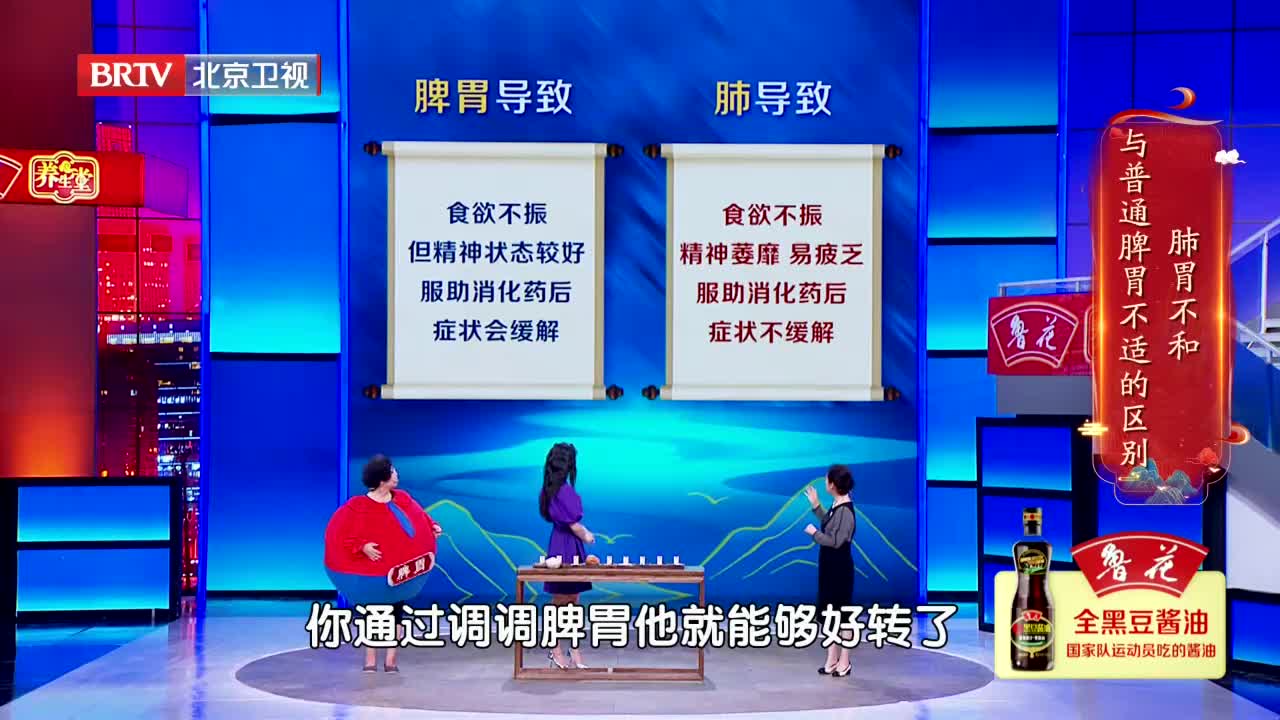 BRTV 北京卫视
养生堂
脾胃导致
食欲不振
但精神状态较好
服助消化药后
症状会缓解
肺导致
食欲不振
精神萎靡 易疲乏
服助消化药后
症状不缓解
肺胃不和
与普通脾胃不适的区别
鲁花
脾胃
鲁花
全黑豆酱油
国家队运动员吃的酱油
你通过调调脾胃他就能够好转了